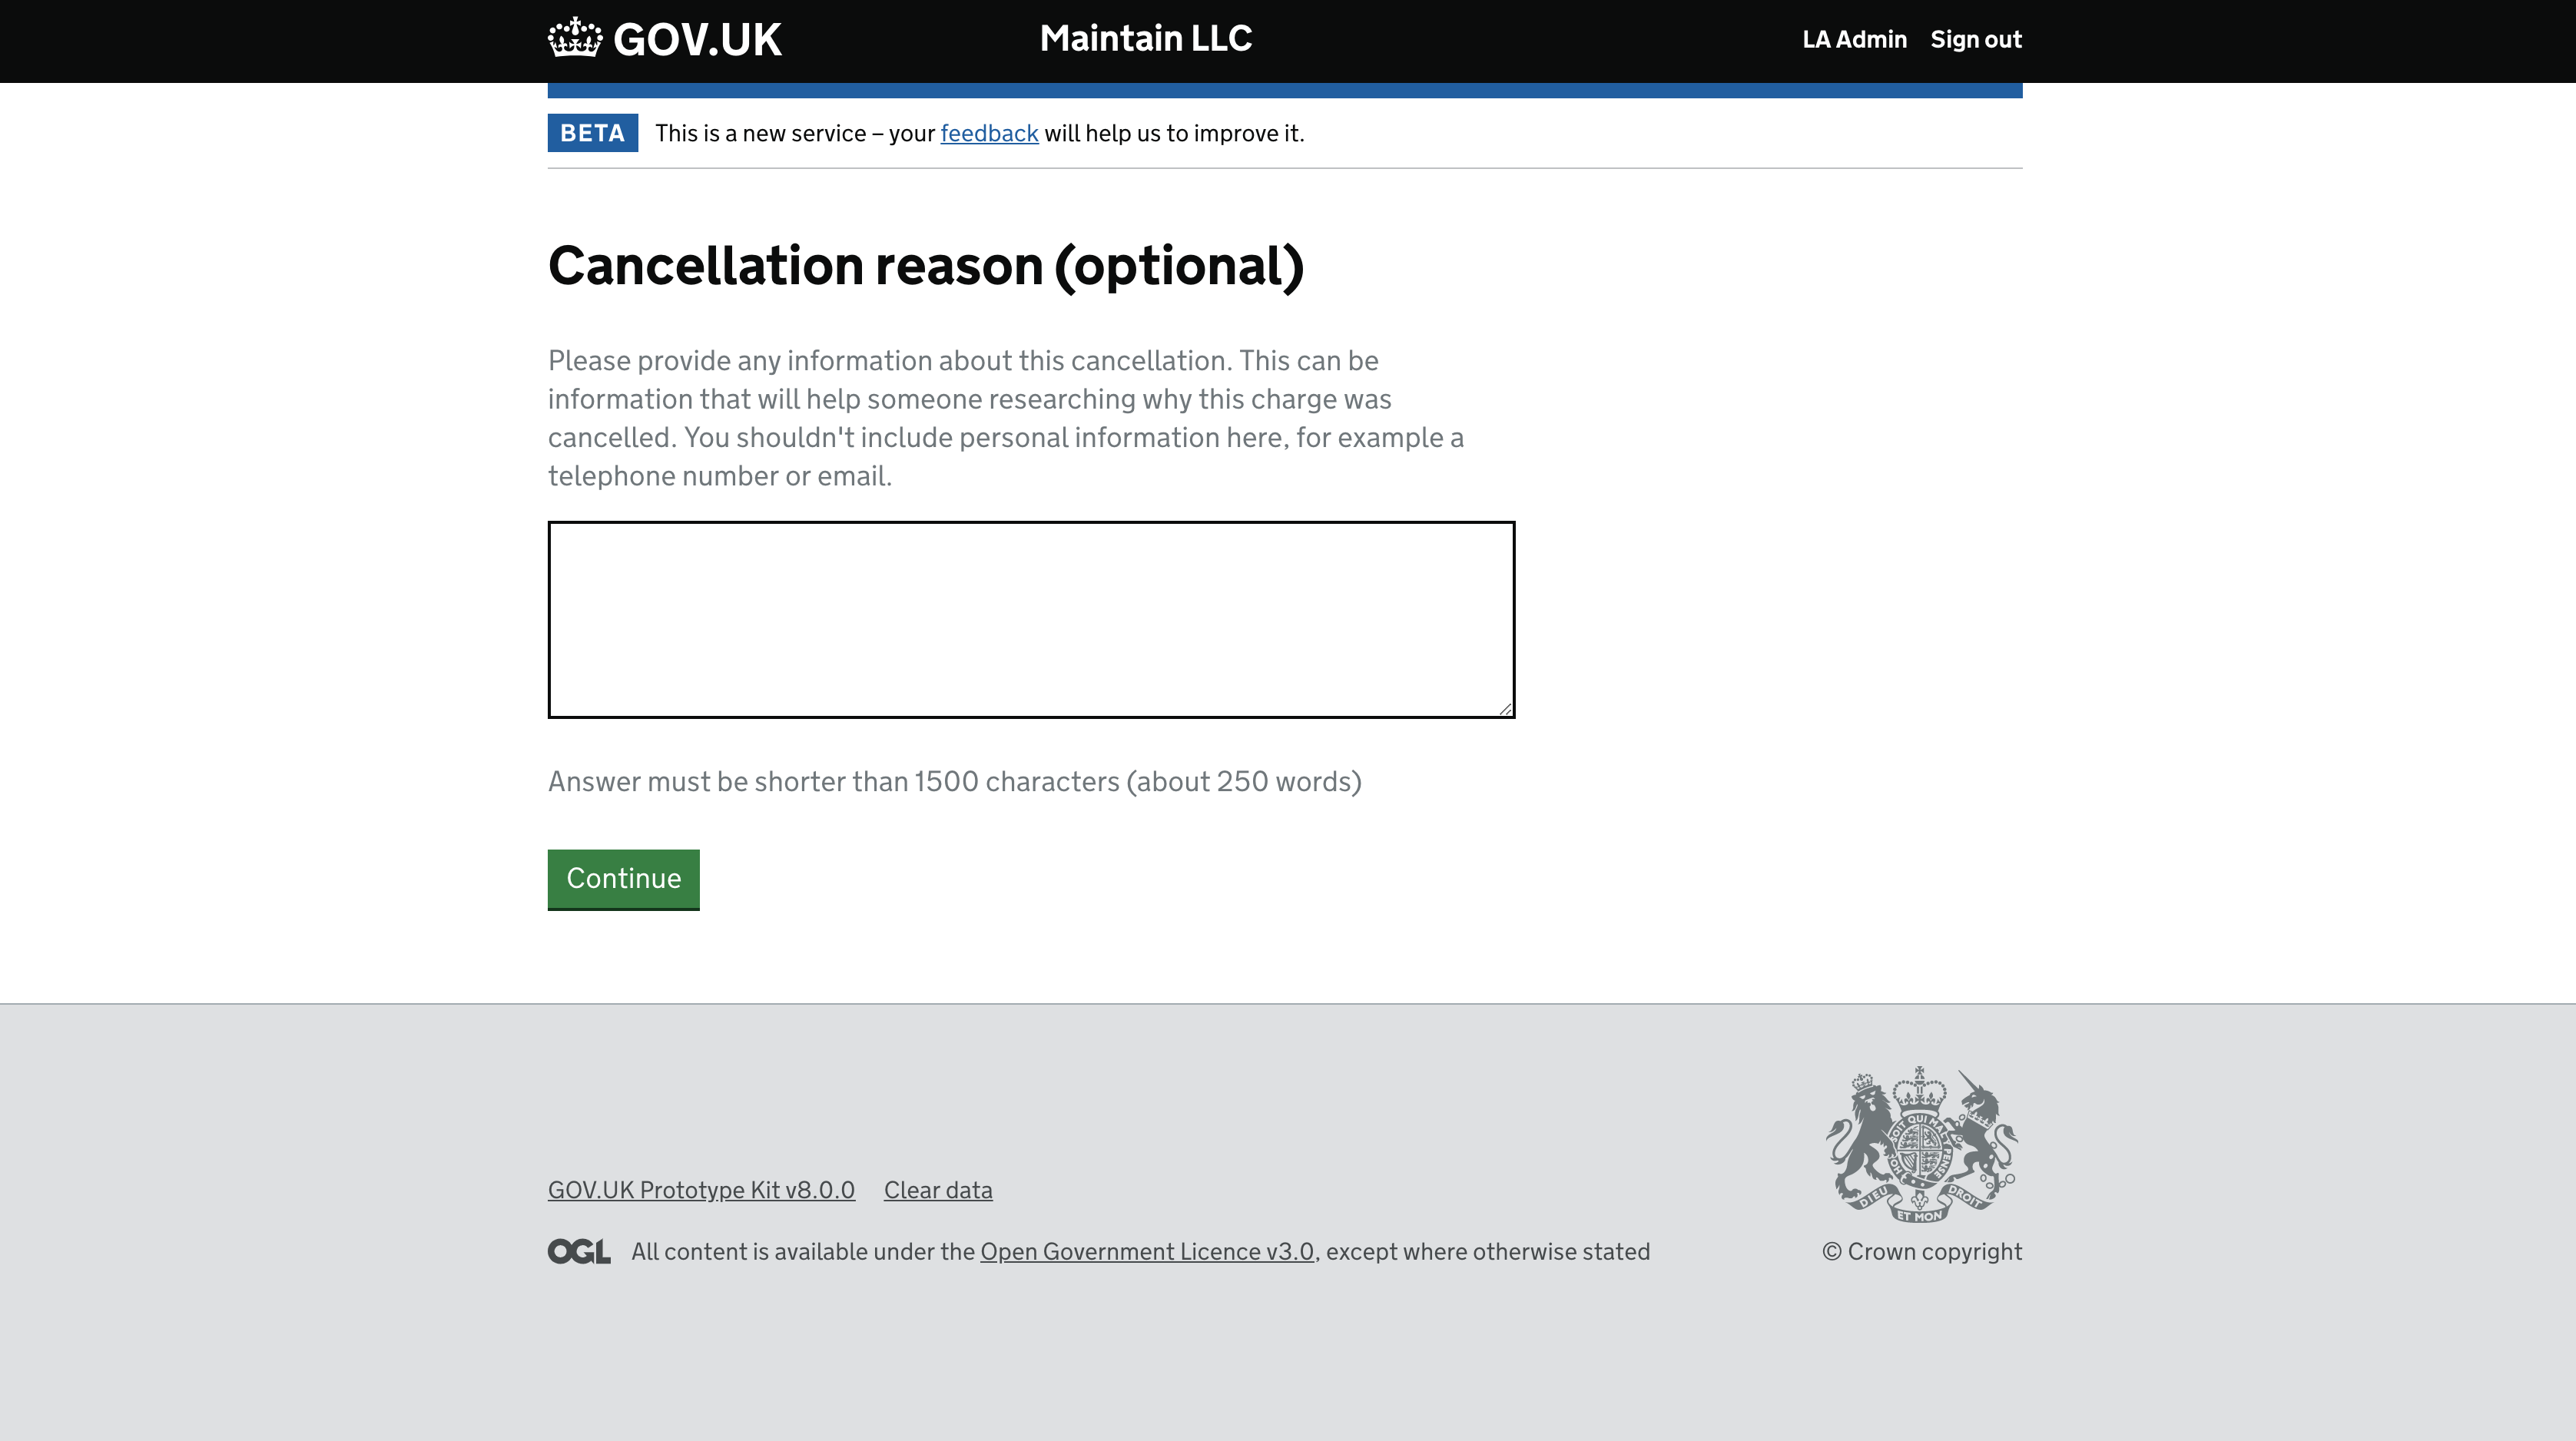 GOV.UK
Maintain LLC
LA Admin Sign out
BETA This is a new service – your feedback will help us to improve it.
Cancellation reason (optional)
Please provide any information about this cancellation. This can be
information that will help someone researching why this charge was
cancelled. You shouldn't include personal information here, for example a
telephone number or email.
Answer must be shorter than 1500 characters (about 250 words)
Continue
GOV.UK Prototype Kit v8.0.0 Clear data
OGL All content is available under the Open Government Licence v3.0, except where otherwise stated
DIEU ET MON DROIT
© Crown copyright